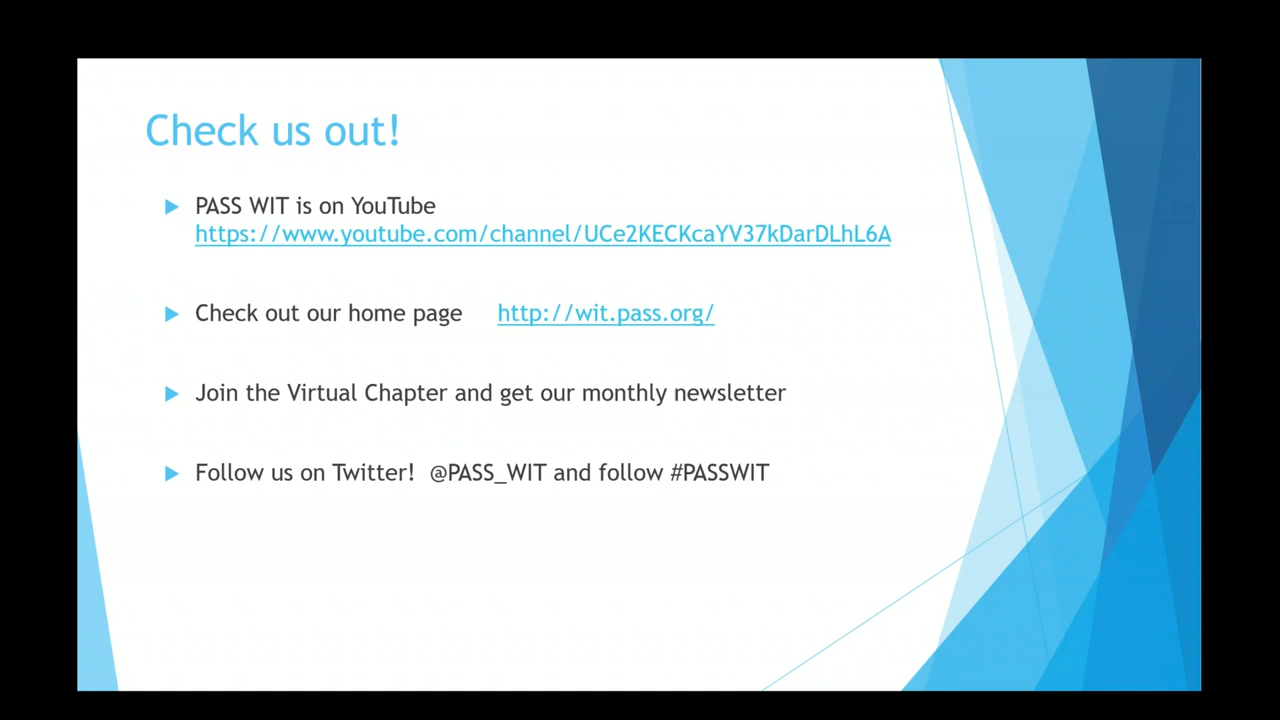 Check us out!
PASS WIT is on YouTube
https://www.youtube.com/channel/UCe2KECKcaYV37kDarDLhL6A
Check out our home page http://wit.pass.org/
Join the Virtual Chapter and get our monthly newsletter
Follow us on Twitter! @PASS_WIT and follow #PASSWIT